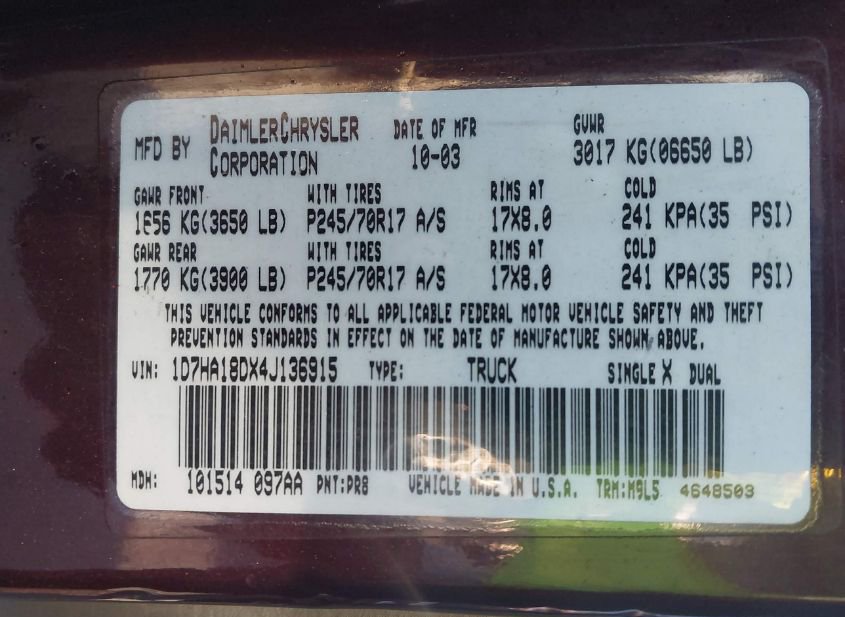 MFD BY DAIMLERCHRYSLER CORPORATION DATE OF MFR 10-03 GVWR 3017 KG(06650 LB)
GAWR FRONT WITH TIRES RIMS AT COLD
1656 KG(3650 LB) P245/70R17 A/S 17X8.0 241 KPA(35 PSI)
GAWR REAR WITH TIRES RIMS AT COLD
1770 KG(3900 LB) P245/70R17 A/S 17X8.0 241 KPA(35 PSI)
THIS VEHICLE CONFORMS TO ALL APPLICABLE FEDERAL MOTOR VEHICLE SAFETY AND THEFT
PREVENTION STANDARDS IN EFFECT ON THE DATE OF MANUFACTURE SHOWN ABOVE.
VIN: 1D7HA18DX4J136915 TYPE: TRUCK SINGLE X DUAL
MDH: 101514 097AA PNT:PR8 VEHICLE MADE IN U.S.A. TRM:M9L5 4648503